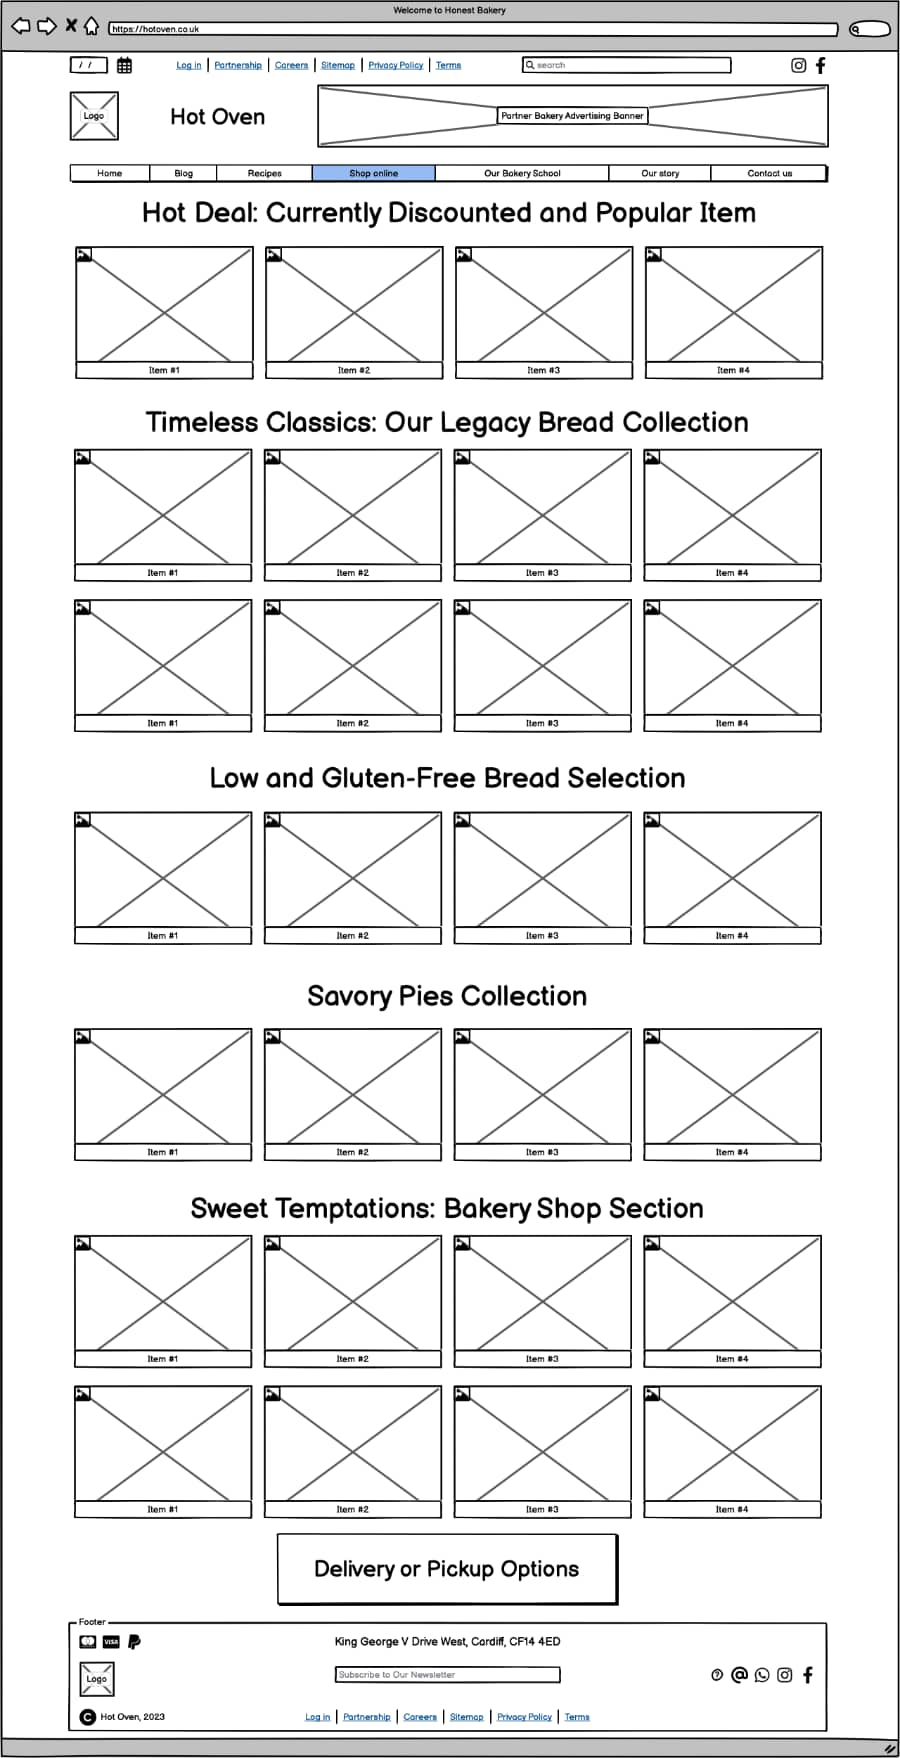 Welcome to Honest Bakery
https://hotoven.co.uk
/ /
Log in | Partnership | Careers | Sitemap | Privacy Policy | Terms
search
Logo
Hot Oven
Partner Bakery Advertising Banner
Home
Blog
Recipes
Shop online
Our Bakery School
Our story
Contact us
Hot Deal: Currently Discounted and Popular Item
Item #1
Item #2
Item #3
Item #4
Timeless Classics: Our Legacy Bread Collection
Item #1
Item #2
Item #3
Item #4
Item #1
Item #2
Item #3
Item #4
Low and Gluten-Free Bread Selection
Item #1
Item #2
Item #3
Item #4
Savory Pies Collection
Item #1
Item #2
Item #3
Item #4
Sweet Temptations: Bakery Shop Section
Item #1
Item #2
Item #3
Item #4
Item #1
Item #2
Item #3
Item #4
Delivery or Pickup Options
Footer
VISA
King George V Drive West, Cardiff, CF14 4ED
Logo
Subscribe to Our Newsletter
Hot Oven, 2023
Log in | Partnership | Careers | Sitemap | Privacy Policy | Terms